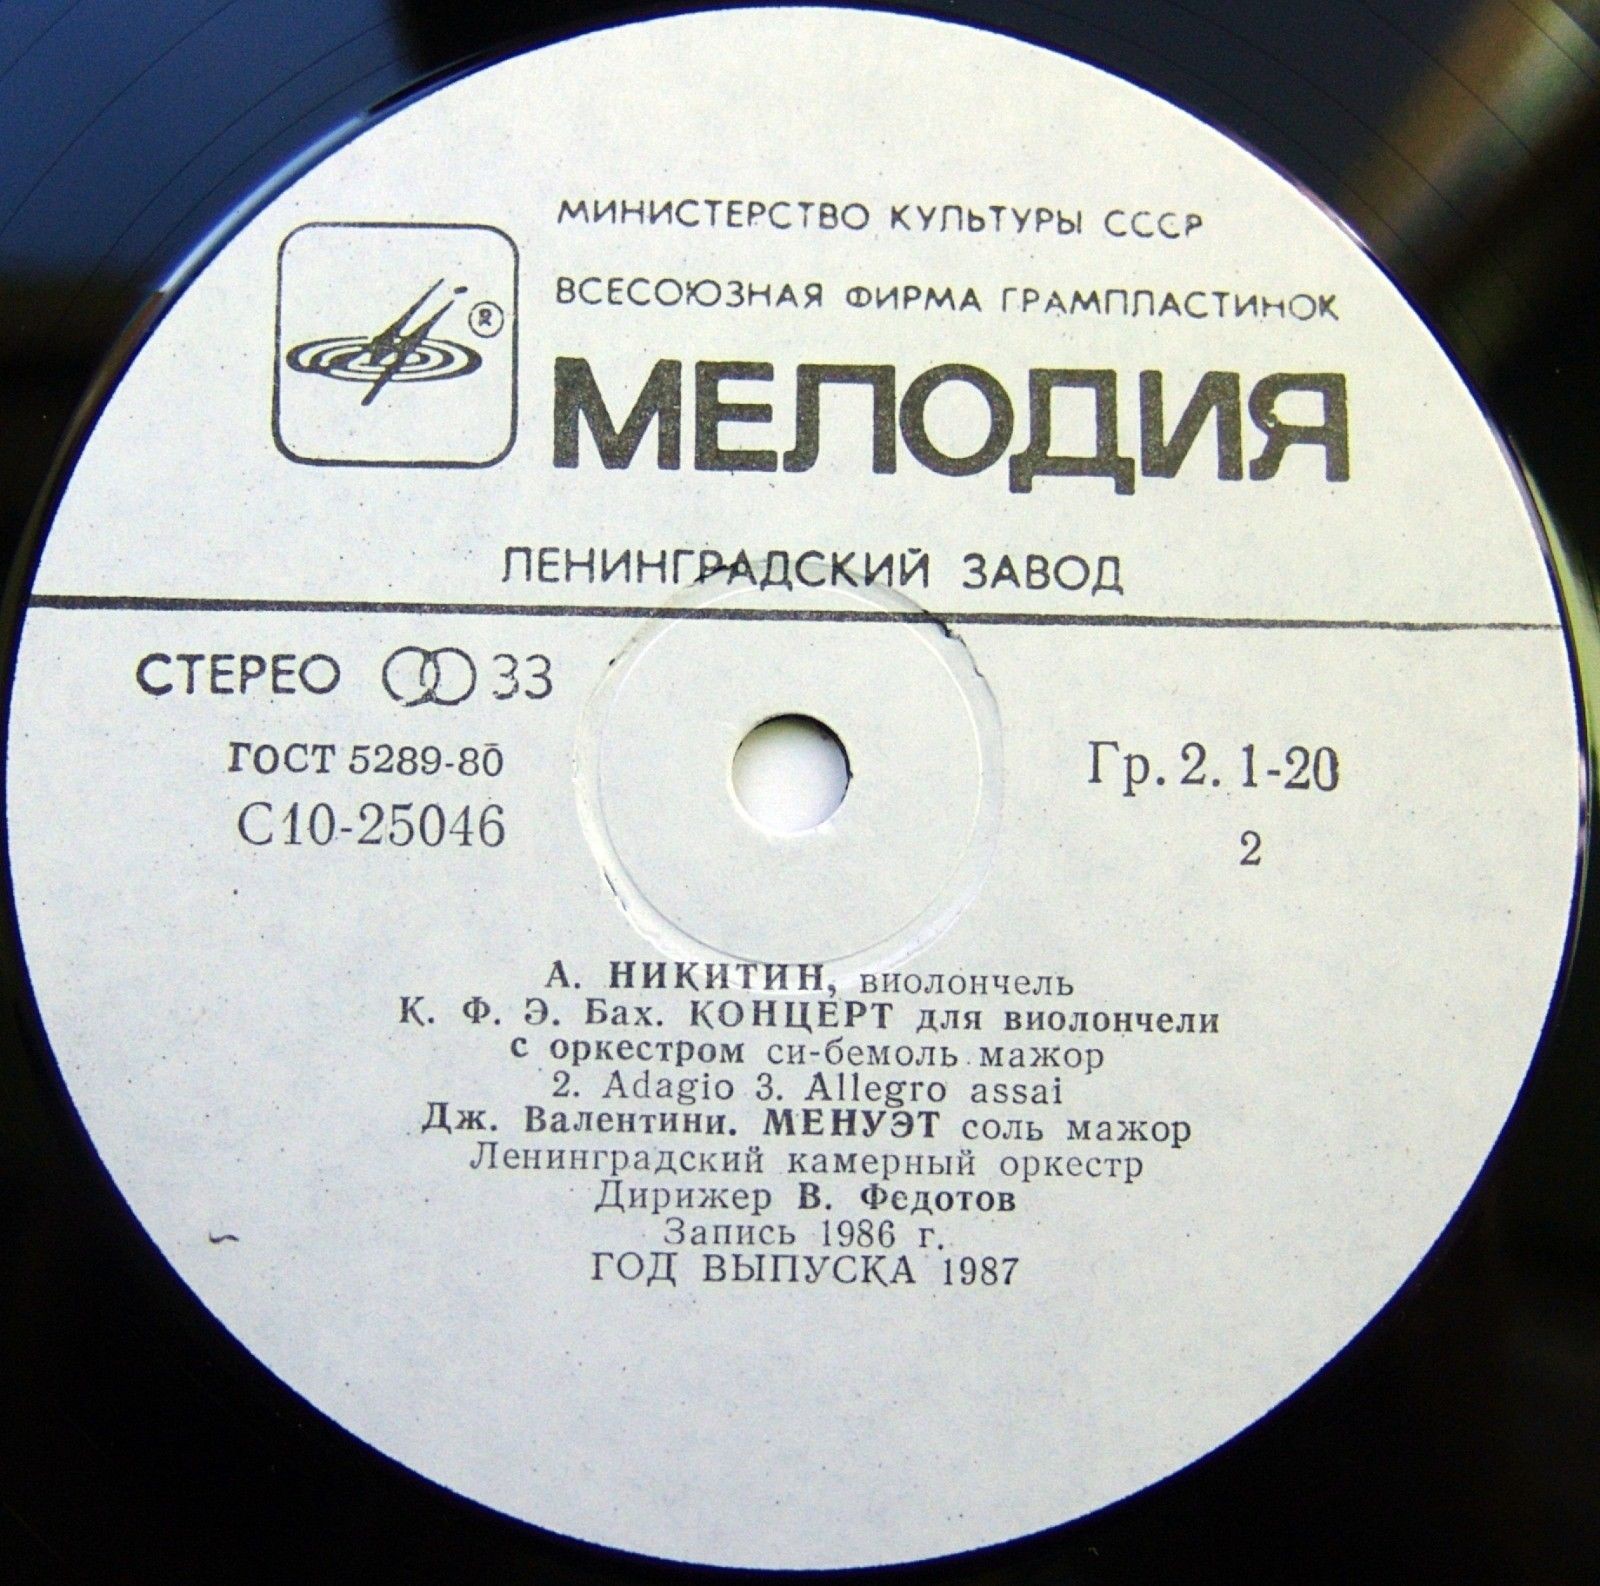 МИНИСТЕРСТВО КУЛЬТУРЫ СССР
ВСЕСОЮЗНАЯ ФИРМА ГРАМПЛАСТИНОК
®
МЕЛОДИЯ
ЛЕНИНГРАДСКИЙ ЗАВОД
СТЕРЕО 33
ГОСТ 5289-80
С10-25046
Гр. 2. 1-20
2
А. НИКИТИН, виолончель
К. Ф. Э. Бах. КОНЦЕРТ для виолончели
с оркестром си-бемоль мажор
2. Adagio 3. Allegro assai
Дж. Валентини. МЕНУЭТ соль мажор
Ленинградский камерный оркестр
Дирижер В. Федотов
Запись 1986 г.
ГОД ВЫПУСКА 1987